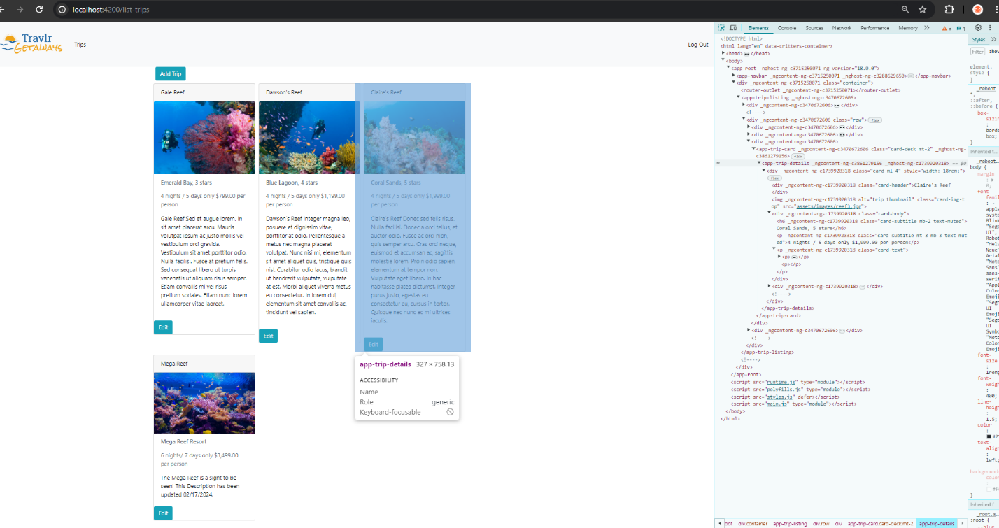 localhost:4200/list-trips
Travlr
Getaways
Trips
Log Out
Add Trip
Gale Reef
Emerald Bay, 3 stars
4 nights / 5 days only $799.00 per
person
Gale Reef Sed et augue lorem. In
sit amet placerat arcu. Mauris
volutpat ipsum ac justo mollis vel
vestibulum orci gravida.
Vestibulum sit amet porttitor odio.
Nulla facilisi. Fusce at pretium felis.
Sed consequat libero ut turpis
venenatis ut aliquam risus semper.
Etiam convallis mi vel risus
pretium sodales. Etiam nunc lorem
ullamcorper vitae laoreet.
Edit
Dawson's Reef
Blue Lagoon, 4 stars
4 nights / 5 days only $1,199.00
per person
Dawson's Reef Integer magna leo,
posuere et dignissim vitae,
porttitor at odio. Pellentesque a
metus nec magna placerat
volutpat. Nunc nisi mi, elementum
sit amet aliquet quis, tristique quis
nisl. Curabitur odio lacus, blandit
ut hendrerit vulputate, vulputate
at est. Morbi aliquet viverra metus
eu consectetur. In lorem dui,
elementum sit amet convallis ac,
tincidunt vel sapien.
Edit
Claire's Reef
Coral Sands, 5 stars
4 nights / 5 days only $1,999.00
per person
Claire's Reef Donec sed felis risus.
Nulla facilisi. Donec a orci tellus, et
auctor odio. Fusce ac orci nibh,
quis semper arcu. Cras orci neque,
euismod et accumsan ac, sagittis
molestie lorem. Proin odio sapien,
elementum at tempor non.
Vulputate eget libero. In hac
habitasse platea dictumst. Integer
purus justo, egestas eu
consectetur eu, cursus in tortor.
Quisque nec nunc ac mi ultrices
iaculis.
Edit
app-trip-details 327 × 758.13
ACCESSIBILITY
Name
Role generic
Keyboard-focusable
Mega Reef
Mega Reef Resort
6 nights/ 7 days only $3,499.00
per person
The Mega Reef is a sight to be
seen! This Description has been
updated 02/17/2024.
Edit
Elements Console Sources Network Performance Memory 3 1
<!DOCTYPE html>
<html lang="en" data-critters-container>
<head> </head>
<body>
<app-root _nghost-ng-c3715250071 ng-version="18.0.0">
<app-navbar _ngcontent-ng-c3715250071 _nghost-ng-c3288629650> </app-navbar>
<div _ngcontent-ng-c3715250071 class="container">
<router-outlet _ngcontent-ng-c3715250071></router-outlet>
<app-trip-listing _nghost-ng-c3470672606>
<div _ngcontent-ng-c3470672606> </div>
<!---->
<div _ngcontent-ng-c3470672606 class="row"> flex
<div _ngcontent-ng-c3470672606> </div>
<div _ngcontent-ng-c3470672606> </div>
<div _ngcontent-ng-c3470672606>
<app-trip-card _ngcontent-ng-c3470672606 class="card-deck mt-2" _nghost-ng-
c3861279156> flex
<app-trip-details _ngcontent-ng-c3861279156 _nghost-ng-c1739920318> == $0
<div _ngcontent-ng-c1739920318 class="card ml-4" style="width: 18rem;">
flex
<div _ngcontent-ng-c1739920318 class="card-header">Claire's Reef
</div>
<img _ngcontent-ng-c1739920318 alt="trip thumbnail" class="card-img-t
op" src="assets/images/reef3.jpg">
<div _ngcontent-ng-c1739920318 class="card-body">
<h6 _ngcontent-ng-c1739920318 class="card-subtitle mb-2 text-muted">
Coral Sands, 5 stars</h6>
<p _ngcontent-ng-c1739920318 class="card-subtitle mt-3 mb-3 text-mut
ed">4 nights / 5 days only $1,999.00 per person</p>
<p _ngcontent-ng-c1739920318 class="card-text">
<p> </p>
<p></p>
</p>
</div>
<div _ngcontent-ng-c1739920318> </div>
<!---->
</div>
</app-trip-details>
</app-trip-card>
</div>
<div _ngcontent-ng-c3470672606> </div>
<!---->
</div>
</app-trip-listing>
<!---->
</div>
</app-root>
<script src="runtime.js" type="module"></script>
<script src="polyfills.js" type="module"></script>
<script src="styles.js" defer></script>
<script src="main.js" type="module"></script>
</body>
</html>
oot div.container app-trip-listing div.row app-trip-card.card-deck.mt-2 app-trip-details
Styles
Filter :hov
element.
style {
}
_reboot
*,
::after,
::before {
box-
sizin
:
borde
box;
}
Inherited f...
_reboot
body {
margin
:
0;
font-
famil
: -
apple
syste
Blink
"Sego
UI",
Robot
"Helv
Neue"
Arial
"Noto
Sans"
sans-
serif
"Appl
Color
Emoji
"Sego
UI
Emoji
"Sego
UI
Symbo
"Noto
Color
Emoji
font-
size
:
1rem;
font-
weigh
:
400;
line-
heigh
:
1.5;
color
:
#2
text-
align
:
left;
background
color
:
#f
}
Inherited f...
_root.s
:root {
--blue